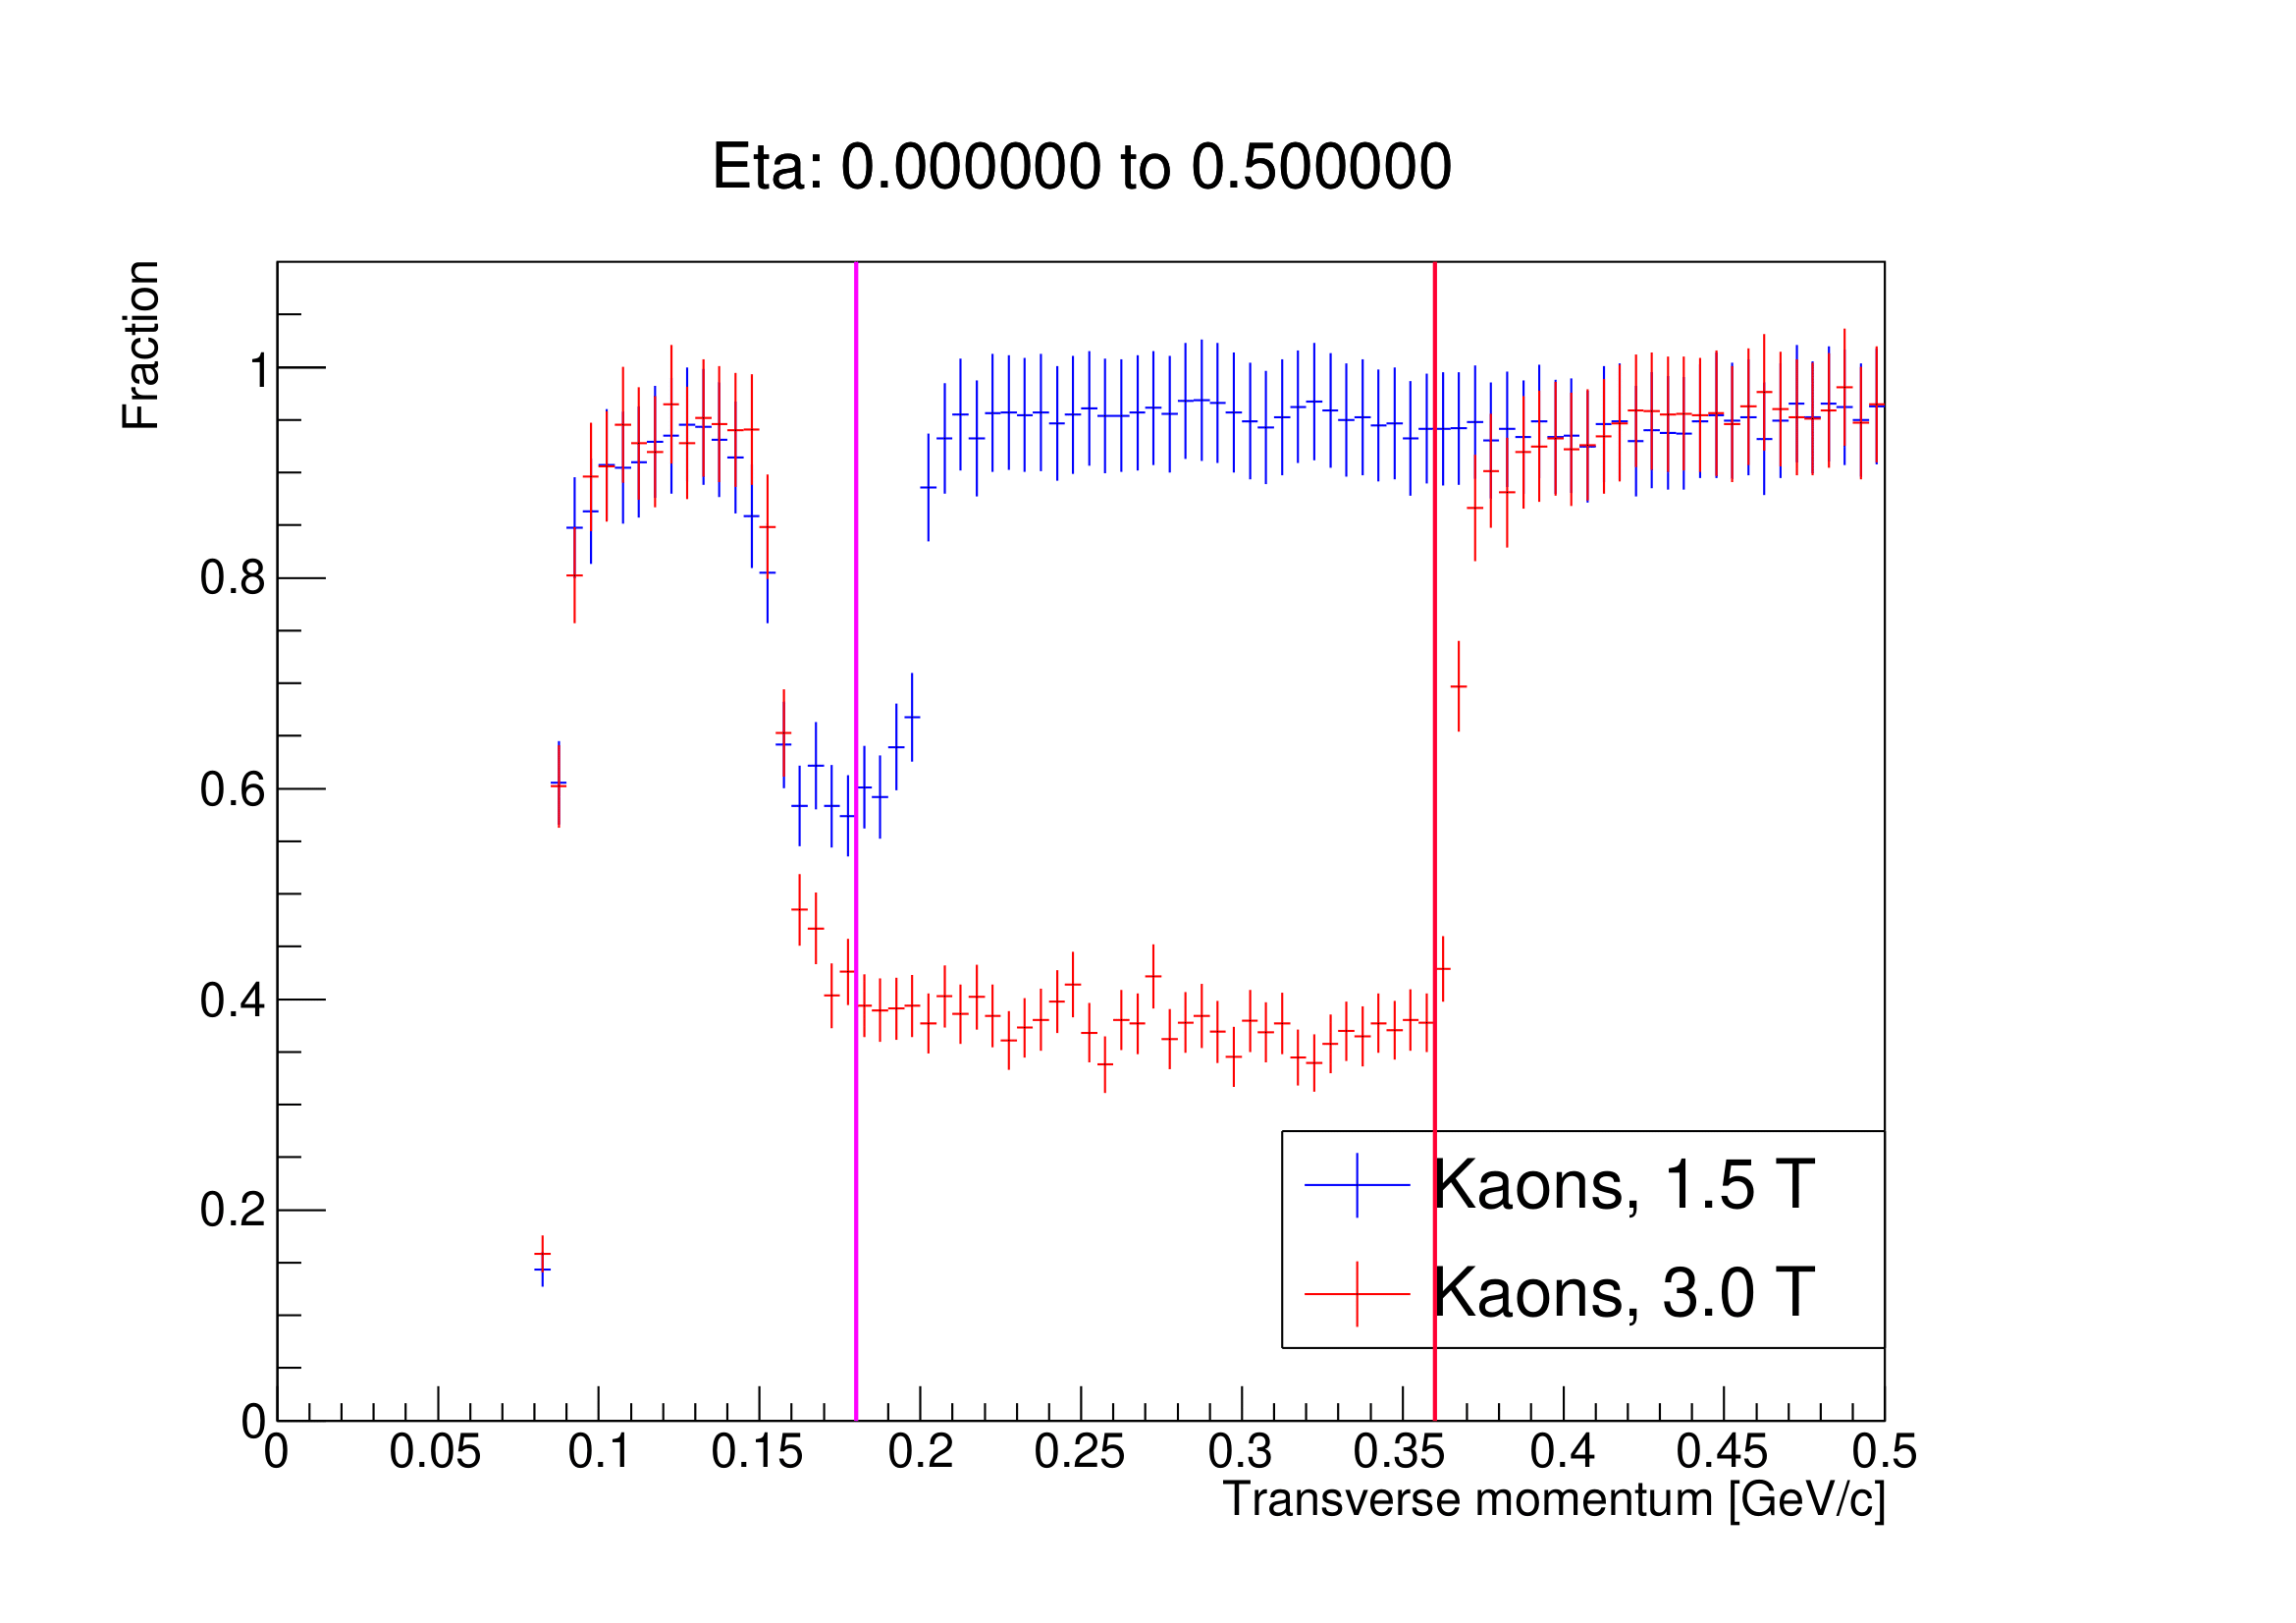 Eta: 0.000000 to 0.500000
Fraction
1
0.8
0.6
0.4
0.2
0
0 0.05 0.1 0.15 0.2 0.25 0.3 0.35 0.4 0.45 0.5
Transverse momentum [GeV/c]
Kaons, 1.5 T
Kaons, 3.0 T